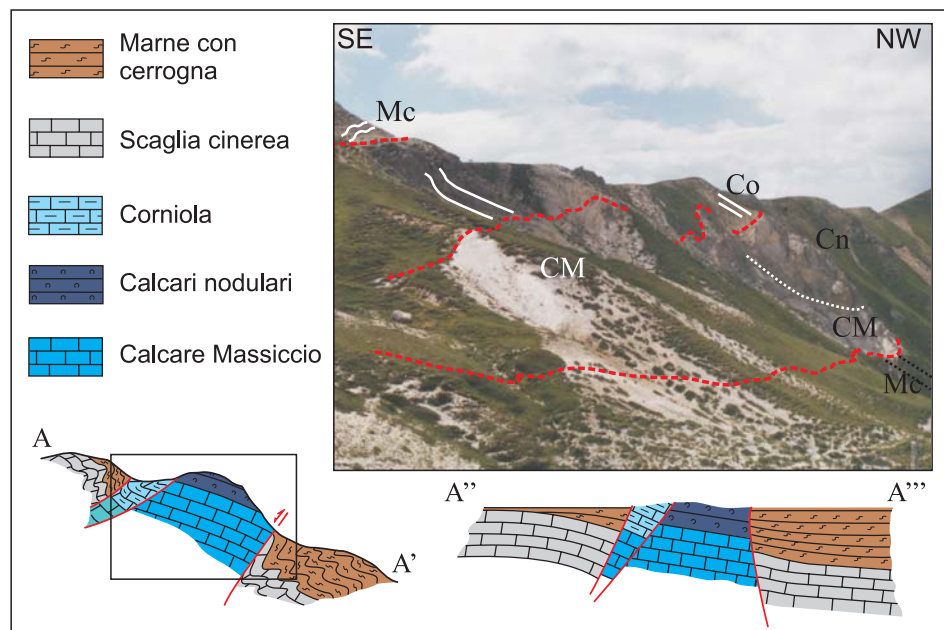 Marne con
cerrogna
Scaglia cinerea
Corniola
Calcari nodulari
Calcare Massiccio
SE
NW
Mc
Co
Cn
CM
CM
Mc
A
A'
A''
A'''